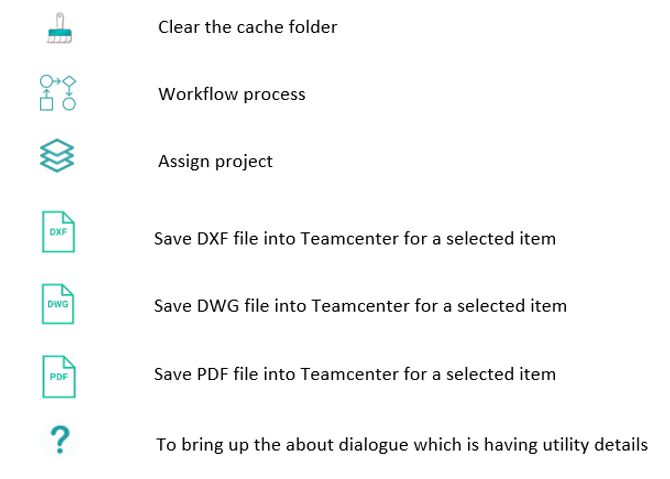 Clear the cache folder
Workflow process
Assign project
DXF
Save DXF file into Teamcenter for a selected item
DWG
Save DWG file into Teamcenter for a selected item
PDF
Save PDF file into Teamcenter for a selected item
?
To bring up the about dialogue which is having utility details